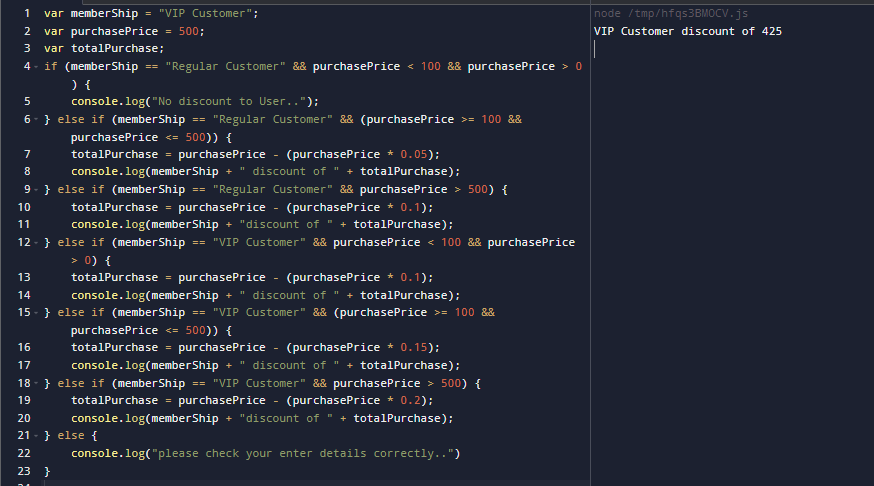 1 var memberShip = "VIP Customer";
2 var purchasePrice = 500;
3 var totalPurchase;
4 if (memberShip == "Regular Customer" && purchasePrice < 100 && purchasePrice > 0
) {
5 console.log("No discount to User..");
6 } else if (memberShip == "Regular Customer" && (purchasePrice >= 100 &&
purchasePrice <= 500)) {
7 totalPurchase = purchasePrice - (purchasePrice * 0.05);
8 console.log(memberShip + " discount of " + totalPurchase);
9 } else if (memberShip == "Regular Customer" && purchasePrice > 500) {
10 totalPurchase = purchasePrice - (purchasePrice * 0.1);
11 console.log(memberShip + "discount of " + totalPurchase);
12 } else if (memberShip == "VIP Customer" && purchasePrice < 100 && purchasePrice
> 0) {
13 totalPurchase = purchasePrice - (purchasePrice * 0.1);
14 console.log(memberShip + " discount of " + totalPurchase);
15 } else if (memberShip == "VIP Customer" && (purchasePrice >= 100 &&
purchasePrice <= 500)) {
16 totalPurchase = purchasePrice - (purchasePrice * 0.15);
17 console.log(memberShip + " discount of " + totalPurchase);
18 } else if (memberShip == "VIP Customer" && purchasePrice > 500) {
19 totalPurchase = purchasePrice - (purchasePrice * 0.2);
20 console.log(memberShip + "discount of " + totalPurchase);
21 } else {
22 console.log("please check your enter details correctly..")
23 }
node /tmp/hfqs3BMOCV.js
VIP Customer discount of 425